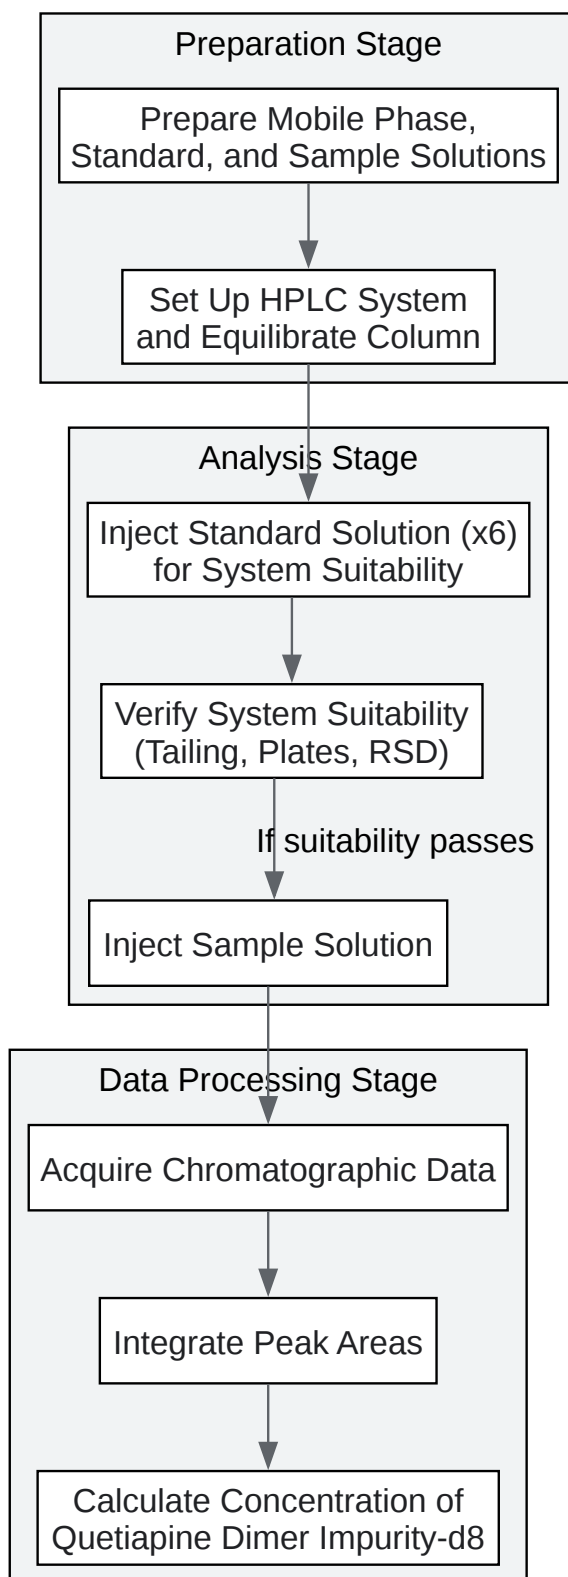 Preparation Stage
Prepare Mobile Phase,
Standard, and Sample Solutions
Set Up HPLC System
and Equilibrate Column
Analysis Stage
Inject Standard Solution (x6)
for System Suitability
Verify System Suitability
(Tailing, Plates, RSD)
If suitability passes
Inject Sample Solution
Data Processing Stage
Acquire Chromatographic Data
Integrate Peak Areas
Calculate Concentration of
Quetiapine Dimer Impurity-d8